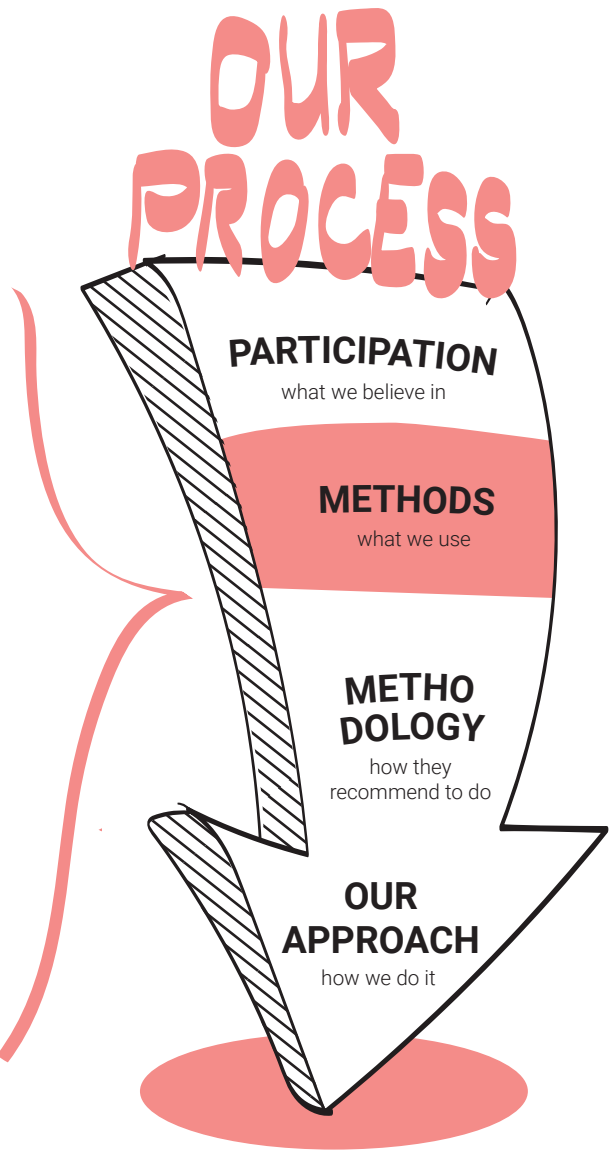 OUR
PROCESS
PARTICIPATION
what we believe in
METHODS
what we use
METHO
DOLOGY
how they
recommend to do
OUR
APPROACH
how we do it